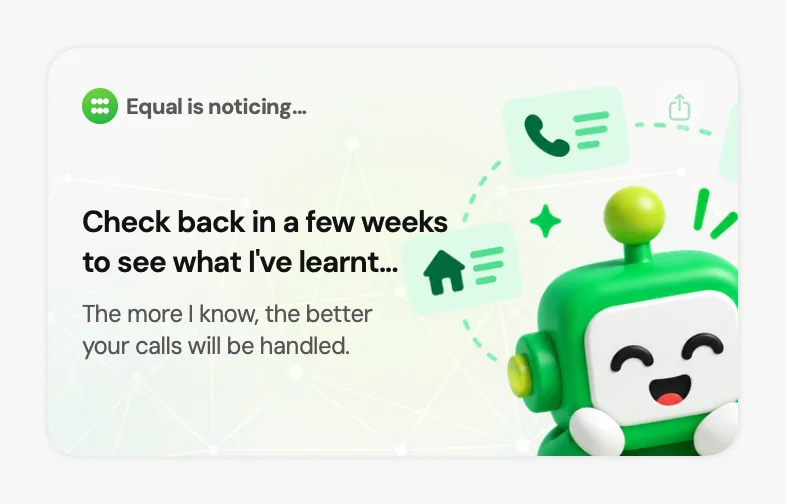 Equal is noticing...
Check back in a few weeks
to see what I've learnt...
The more I know, the better
your calls will be handled.